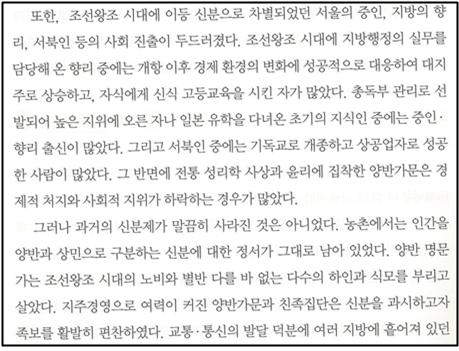 또한, 조선왕조 시대에 이등 신분으로 차별되었던 서울의 중인, 지방의 향
리, 서북인 등의 사회 진출이 두드러졌다. 조선왕조 시대에 지방행정의 실무를
담당해 온 향리 중에는 개항 이후 경제 환경의 변화에 성공적으로 대응하여 대지
주로 상승하고, 자식에게 신식 고등교육을 시킨 자가 많았다. 총독부 관리로 선
발되어 높은 지위에 오른 자나 일본 유학을 다녀온 초기의 지식인 중에는 중인·
향리 출신이 많았다. 그리고 서북인 중에는 기독교로 개종하고 상공업자로 성공
한 사람이 많았다. 그 반면에 전통 성리학 사상과 윤리에 집착한 양반가문은 경
제적 처지와 사회적 지위가 하락하는 경우가 많았다.
그러나 과거의 신분제가 말끔히 사라진 것은 아니었다. 농촌에서는 인간을
양반과 상민으로 구분하는 신분에 대한 정서가 그대로 남아 있었다. 양반 명문
가는 조선왕조 시대의 노비와 별반 다를 바 없는 다수의 하인과 식모를 부리고
살았다. 지주경영으로 여력이 커진 양반가문과 친족집단은 신분을 과시하고자
족보를 활발히 편찬하였다. 교통·통신의 발달 덕분에 여러 지방에 흩어져 있던